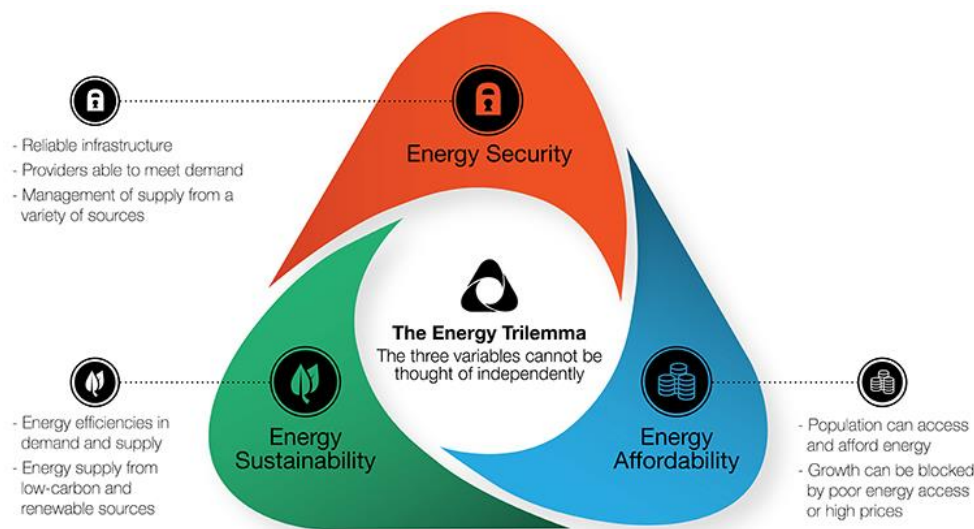 Energy Security
- Reliable infrastructure
- Providers able to meet demand
- Management of supply from a
variety of sources
The Energy Trilemma
The three variables cannot be
thought of independently
Energy
Sustainability
- Energy efficiencies in
demand and supply
- Energy supply from
low-carbon and
renewable sources
Energy
Affordability
- Population can access
and afford energy
- Growth can be blocked
by poor energy access
or high prices